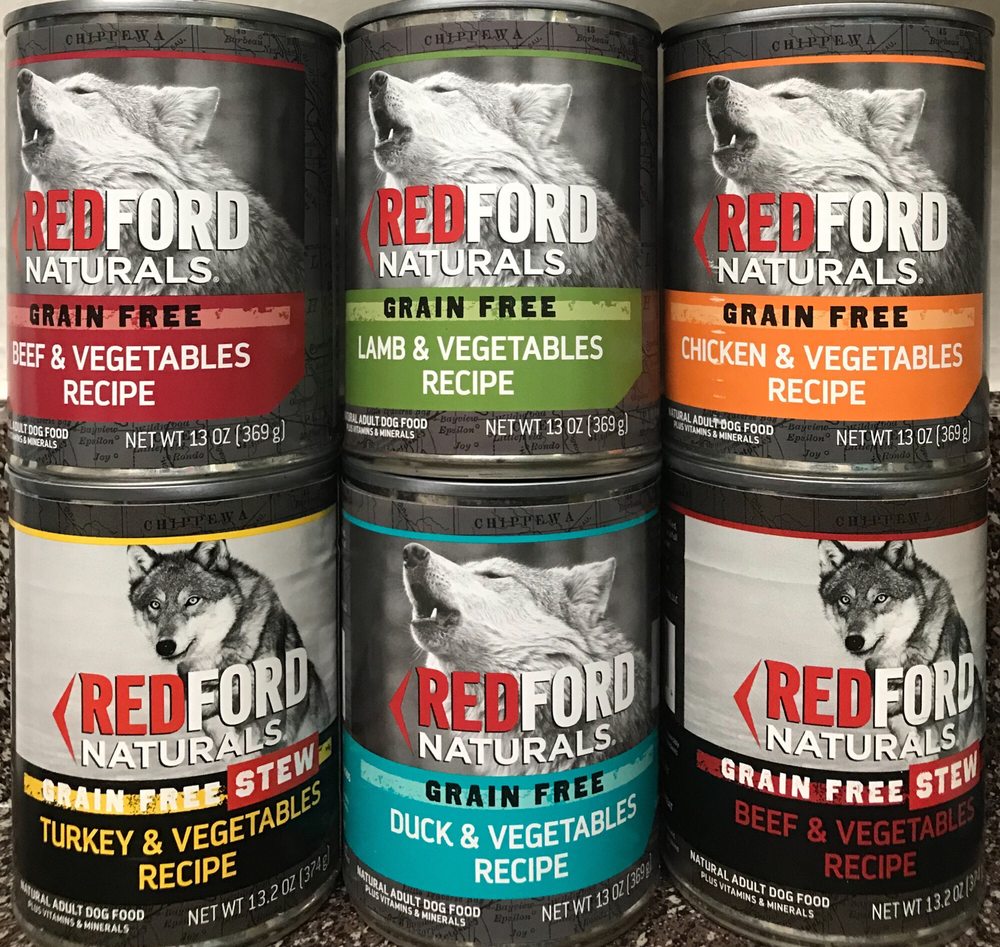 CHIPPEWA
REDFORD
NATURALS®
GRAIN FREE
BEEF & VEGETABLES
RECIPE
ADULT DOG FOOD
& MINERALS
NET WT 13 OZ (369 g)
CHIPPEWA
REDFORD
NATURALS®
GRAIN FREE
LAMB & VEGETABLES
RECIPE
ADULT DOG FOOD
VITAMINS & MINERALS
NET WT 13 OZ (369 g)
CHIPPEWA
REDFORD
NATURALS®
GRAIN FREE
CHICKEN & VEGETABLES
RECIPE
NATURAL ADULT DOG FOOD
PLUS VITAMINS & MINERALS
NET WT 13 OZ (369 g)
CHIPPEWA
REDFORD
NATURALS
GRAIN FREE STEW
TURKEY & VEGETABLES
RECIPE
NATURAL ADULT DOG FOOD
PLUS VITAMINS & MINERALS
NET WT 13.2 OZ (374 g)
CHIPPEWA
REDFORD
NATURALS
GRAIN FREE
DUCK & VEGETABLES
RECIPE
NATURAL ADULT DOG FOOD
PLUS VITAMINS & MINERALS
NET WT 13 OZ (369 g)
CHIPPEWA
REDFORD
NATURALS
GRAIN FREE STEW
BEEF & VEGETABLES
RECIPE
NATURAL ADULT DOG FOOD
PLUS VITAMINS & MINERALS
NET WT 13.2 OZ